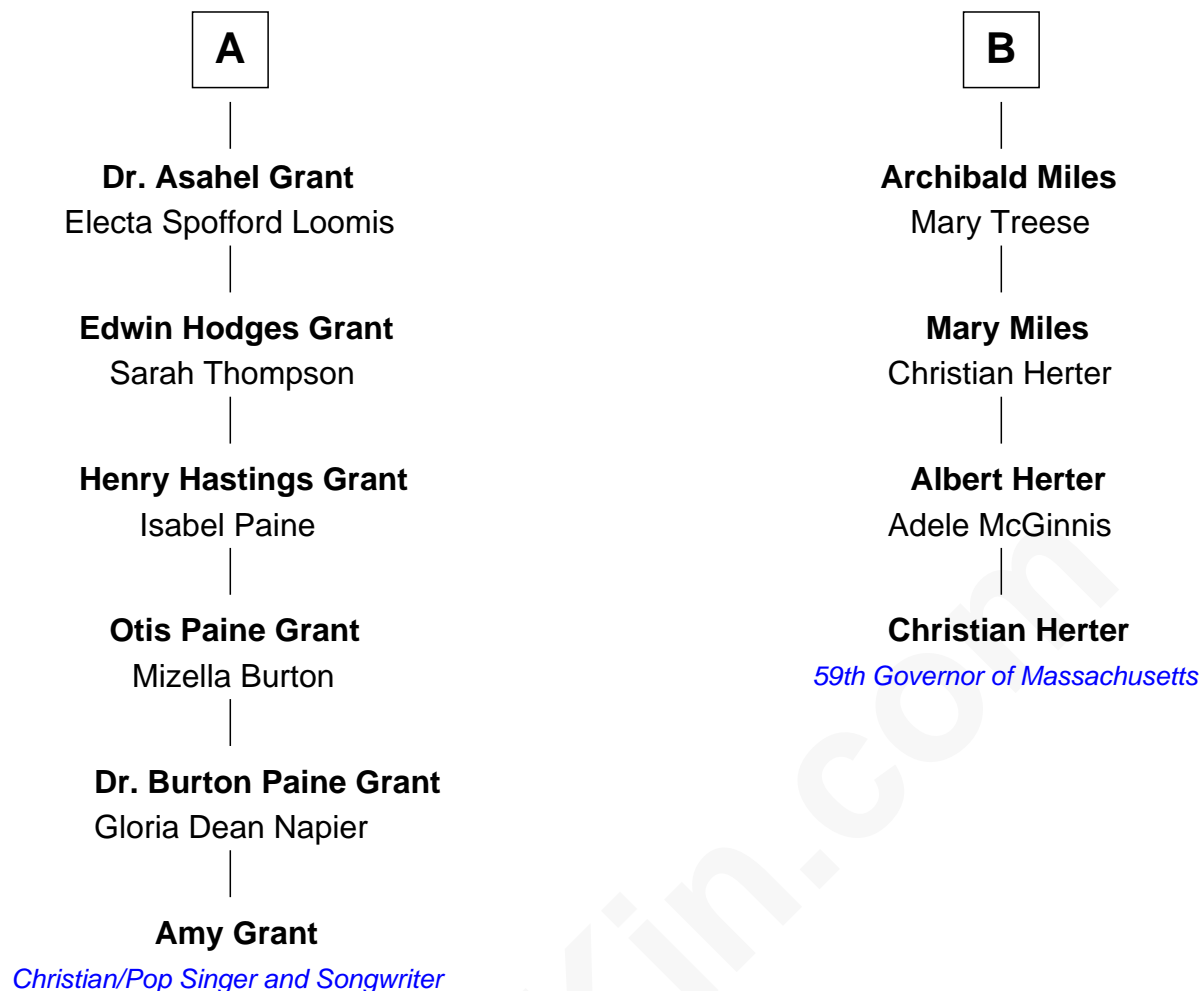 A
Dr. Asahel Grant
Electa Spofford Loomis
Edwin Hodges Grant
Sarah Thompson
Henry Hastings Grant
Isabel Paine
Otis Paine Grant
Mizella Burton
Dr. Burton Paine Grant
Gloria Dean Napier
Amy Grant
Christian/Pop Singer and Songwriter
B
Archibald Miles
Mary Treese
Mary Miles
Christian Herter
Albert Herter
Adele McGinnis
Christian Herter
59th Governor of Massachusetts